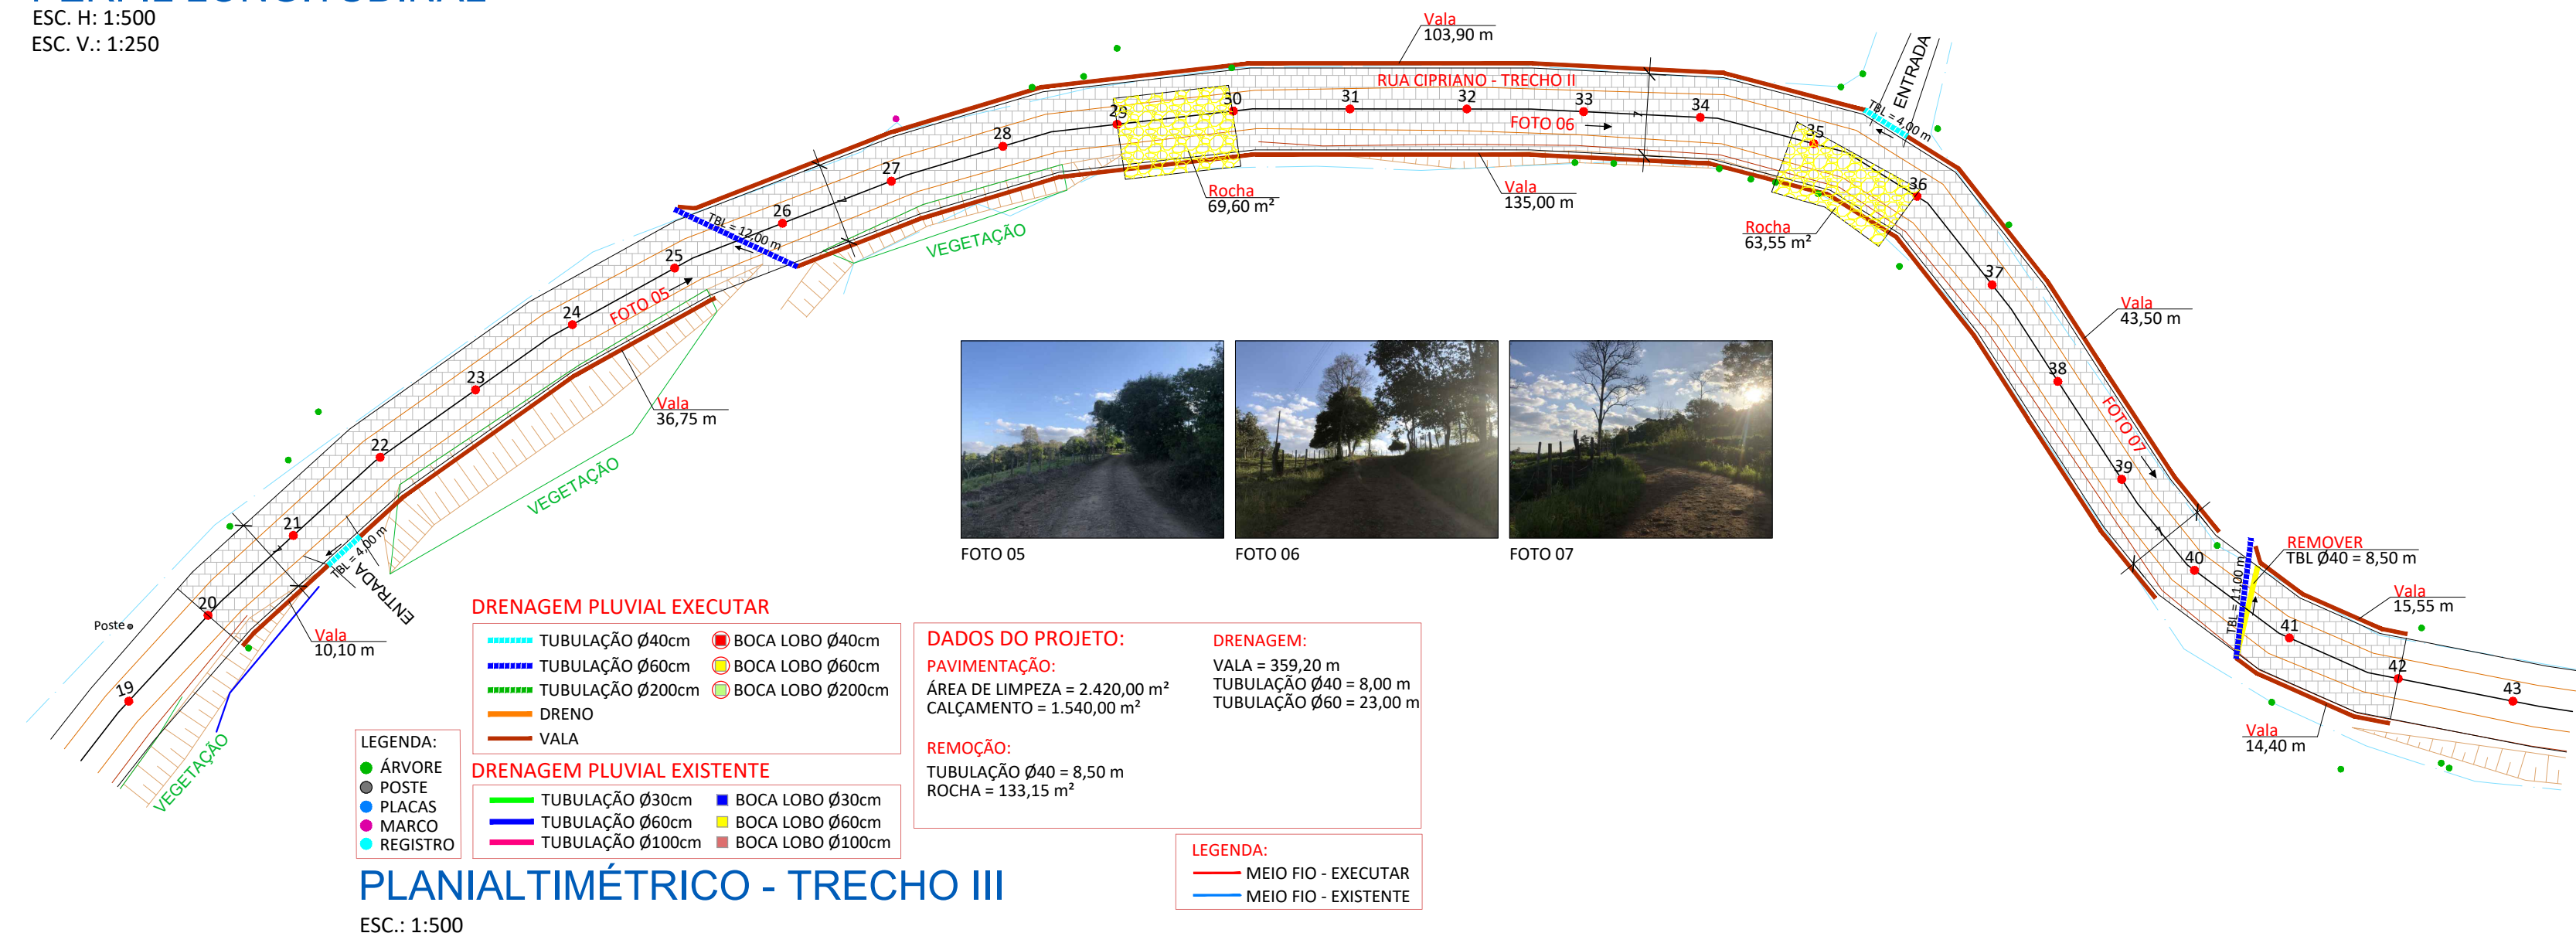 PERFIL LONGITUDINAL
ESC. H: 1:500
ESC. V.: 1:250
Vala
103,90 m
RUA CIPRIANO - TRECHO II
ENTRADA
TBL = 4,00 m
29
30
31
32
33
34
35
36
FOTO 06
28
27
26
25
24
23
22
21
20
19
TBL = 12,00 m
FOTO 05
VEGETAÇÃO
Rocha
69,60 m²
Vala
135,00 m
Rocha
63,55 m²
37
38
39
40
41
42
43
Vala
43,50 m
FOTO 07
Vala
36,75 m
VEGETAÇÃO
TBL = 4,00 m
ENTRADA
Poste
Vala
10,10 m
VEGETAÇÃO
FOTO 05
FOTO 06
FOTO 07
REMOVER
TBL Ø40 = 8,50 m
TBL = 11,00 m
Vala
15,55 m
Vala
14,40 m
DRENAGEM PLUVIAL EXECUTAR
TUBULAÇÃO Ø40cm
BOCA LOBO Ø40cm
TUBULAÇÃO Ø60cm
BOCA LOBO Ø60cm
TUBULAÇÃO Ø200cm
BOCA LOBO Ø200cm
DRENO
VALA
LEGENDA:
ÁRVORE
POSTE
PLACAS
MARCO
REGISTRO
DRENAGEM PLUVIAL EXISTENTE
TUBULAÇÃO Ø30cm
BOCA LOBO Ø30cm
TUBULAÇÃO Ø60cm
BOCA LOBO Ø60cm
TUBULAÇÃO Ø100cm
BOCA LOBO Ø100cm
DADOS DO PROJETO:
PAVIMENTAÇÃO:
ÁREA DE LIMPEZA = 2.420,00 m²
CALÇAMENTO = 1.540,00 m²
REMOÇÃO:
TUBULAÇÃO Ø40 = 8,50 m
ROCHA = 133,15 m²
DRENAGEM:
VALA = 359,20 m
TUBULAÇÃO Ø40 = 8,00 m
TUBULAÇÃO Ø60 = 23,00 m
LEGENDA:
MEIO FIO - EXECUTAR
MEIO FIO - EXISTENTE
PLANIALTIMÉTRICO - TRECHO III
ESC.: 1:500